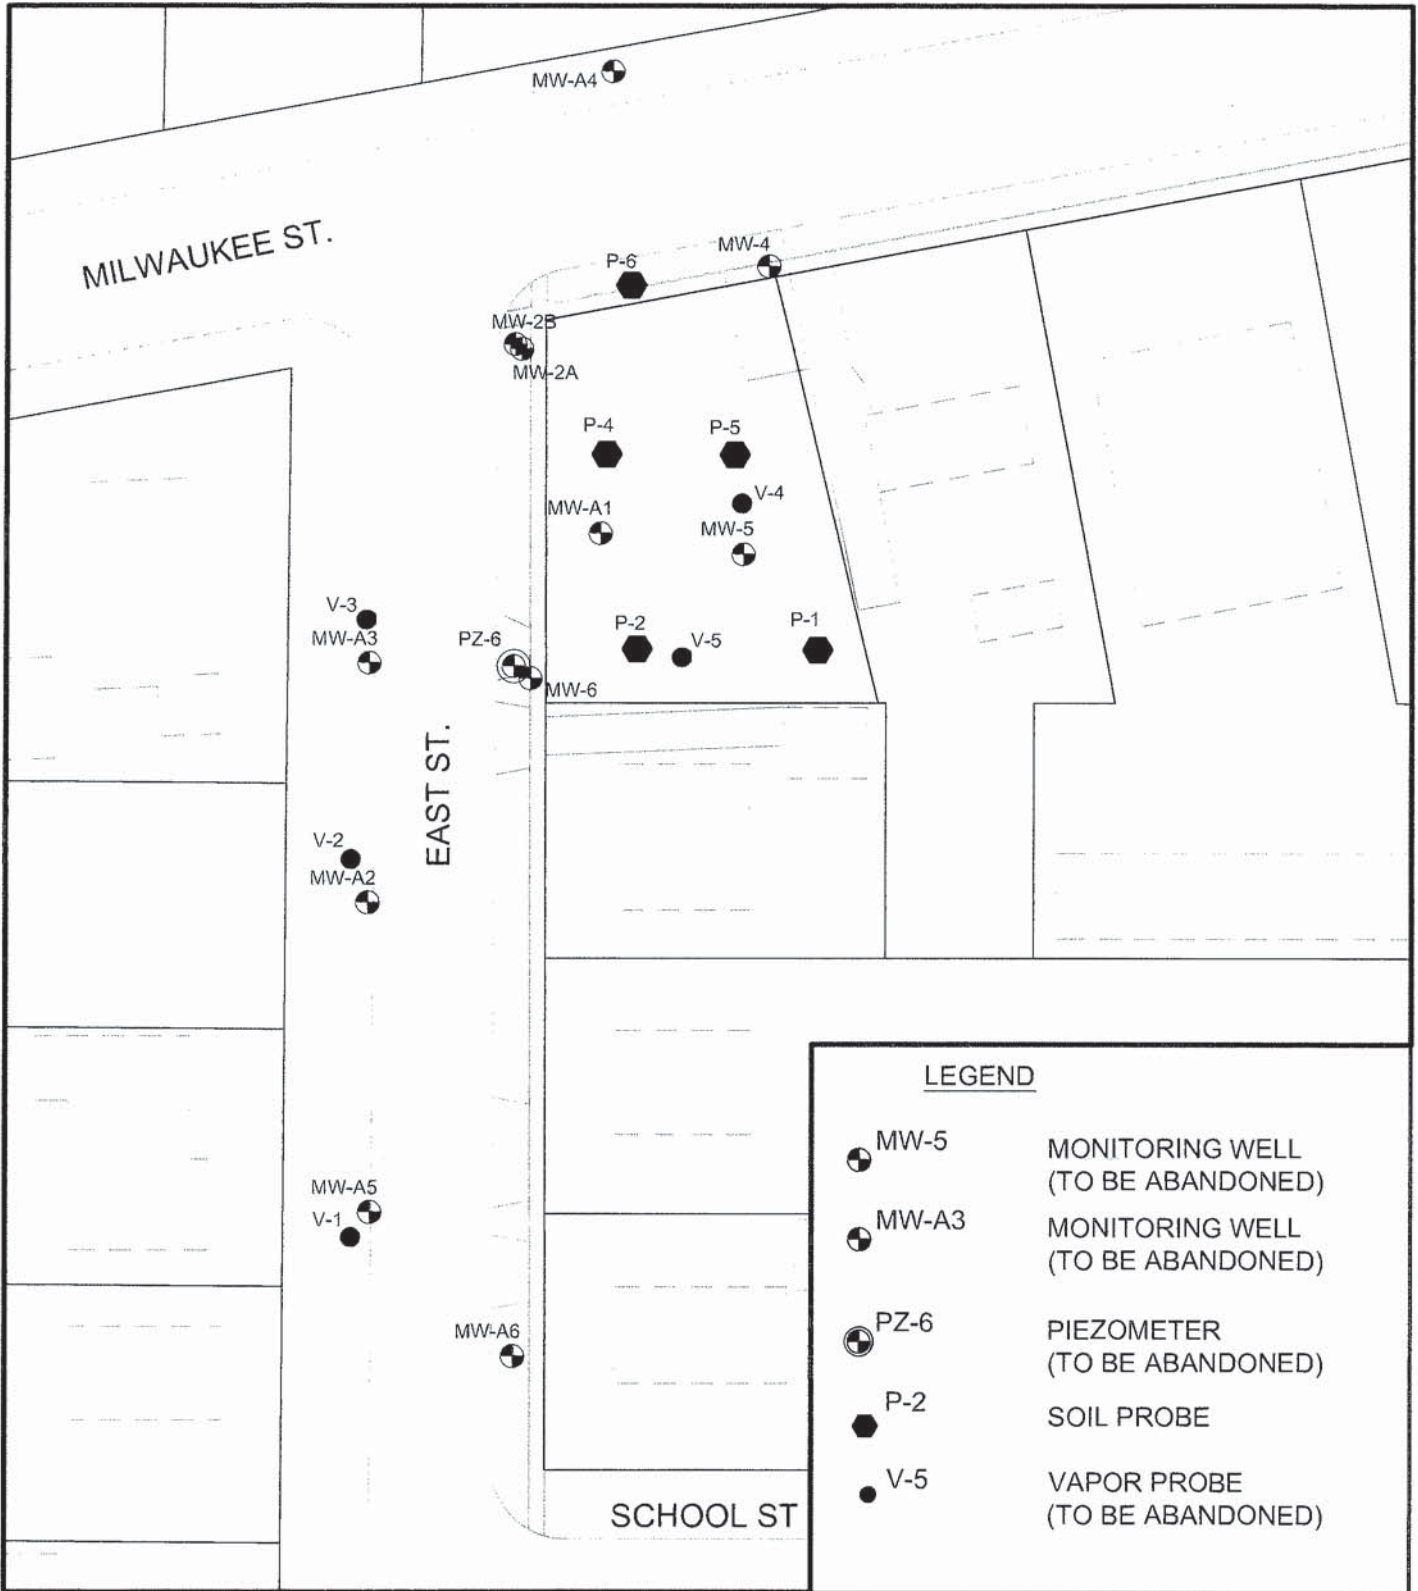 MW-A4
MILWAUKEE ST.
MW-4
P-6
MW-2B
MW-2A
P-4
P-5
V-4
MW-A1
MW-5
V-3
MW-A3
PZ-6
P-2
V-5
P-1
MW-6
EAST ST.
V-2
MW-A2
MW-A5
V-1
MW-A6
SCHOOL ST
LEGEND
MW-5 MONITORING WELL
(TO BE ABANDONED)
MW-A3 MONITORING WELL
(TO BE ABANDONED)
PZ-6 PIEZOMETER
(TO BE ABANDONED)
P-2 SOIL PROBE
V-5 VAPOR PROBE
(TO BE ABANDONED)